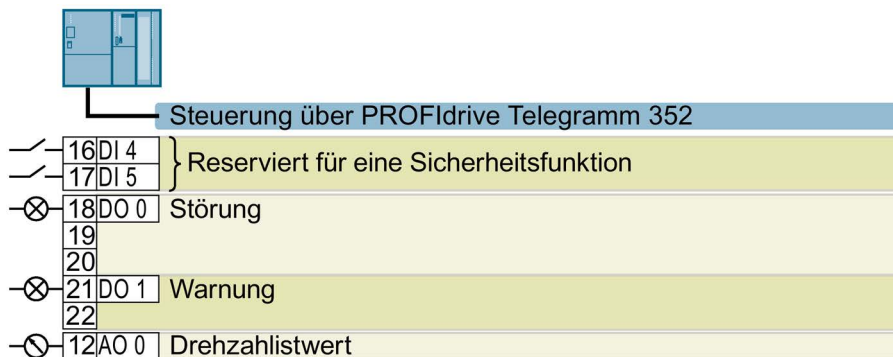 Steuerung über PROFIdrive Telegramm 352
16 DI 4
17 DI 5
Reserviert für eine Sicherheitsfunktion
18 DO 0 Störung
19
20
21 DO 1 Warnung
22
12 AO 0 Drehzahlistwert